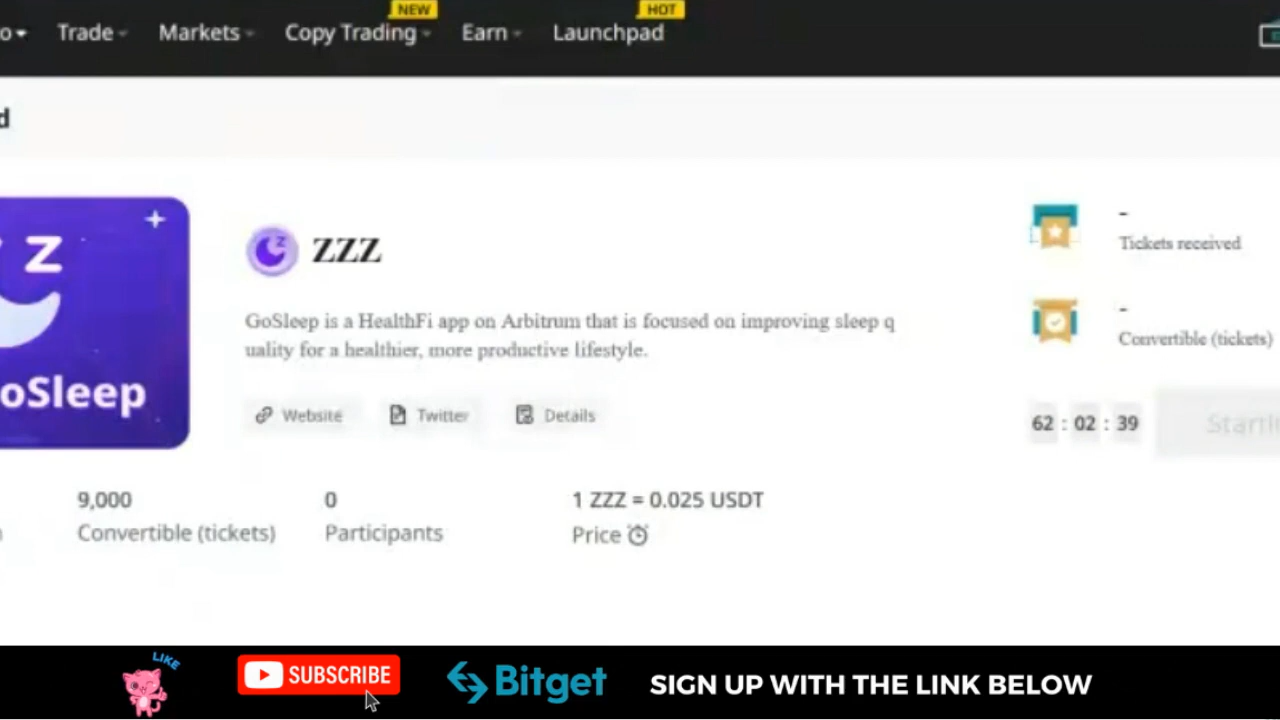 NEW
HOT
o
Trade
Markets
Copy Trading
Earn
Launchpad
d
z
oSleep
z
ZZZ
GoSleep is a HealthFi app on Arbitrum that is focused on improving sleep q
uality for a healthier, more productive lifestyle.
Website
Twitter
Details
-
Tickets received
-
Convertible (tickets)
62 : 02 : 39
Starti
9,000
Convertible (tickets)
0
Participants
1 ZZZ = 0.025 USDT
Price
LIKE
SUBSCRIBE
Bitget
SIGN UP WITH THE LINK BELOW